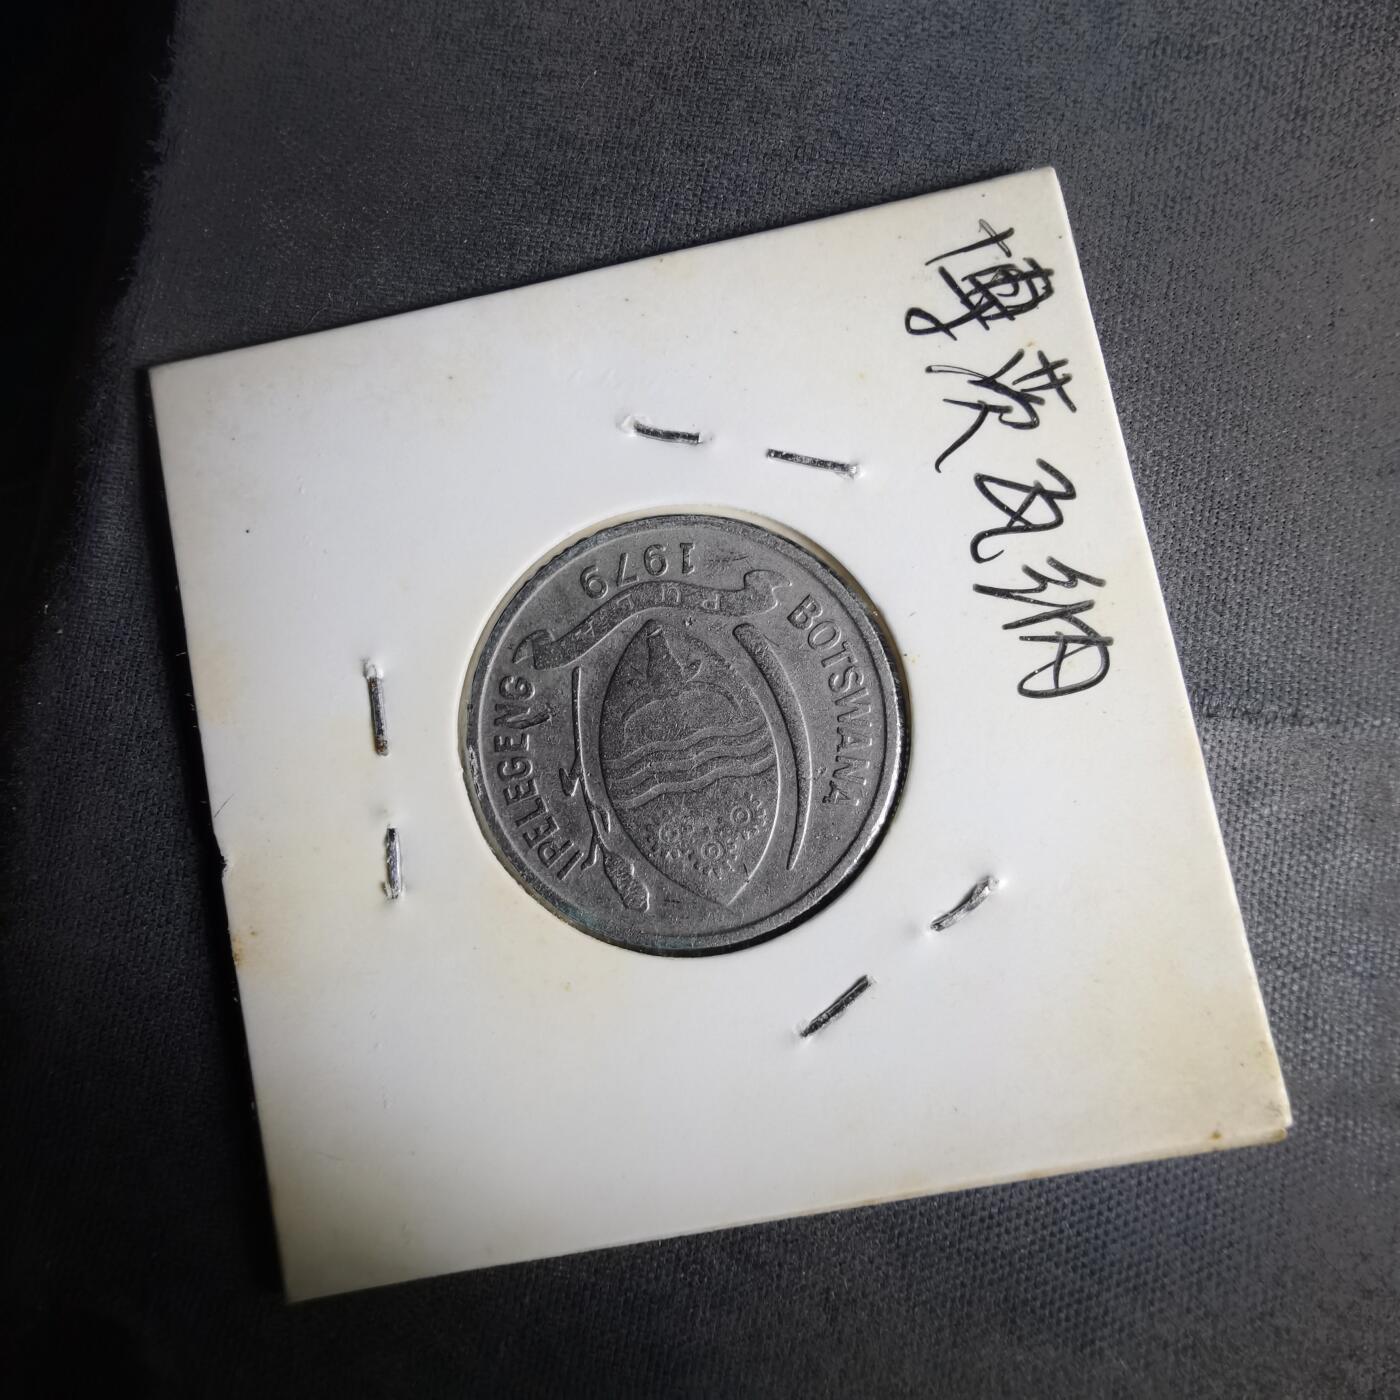 博茨瓦纳
BOTSWANA
IPELEGENG
PULA
1979